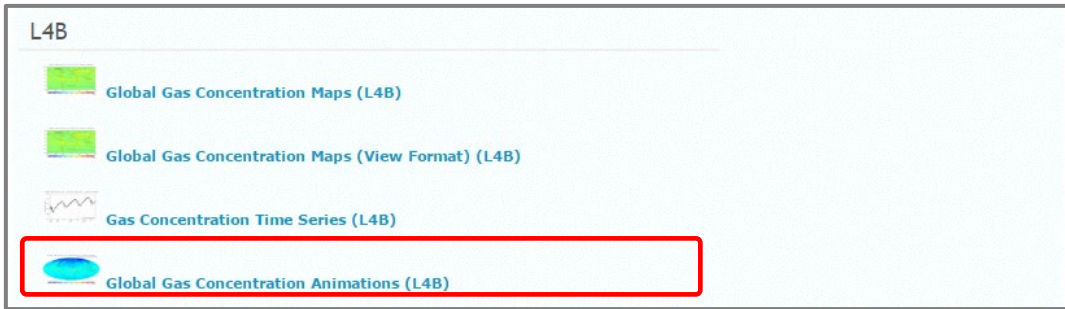 L4B
Global Gas Concentration Maps (L4B)
Global Gas Concentration Maps (View Format) (L4B)
Gas Concentration Time Series (L4B)
Global Gas Concentration Animations (L4B)